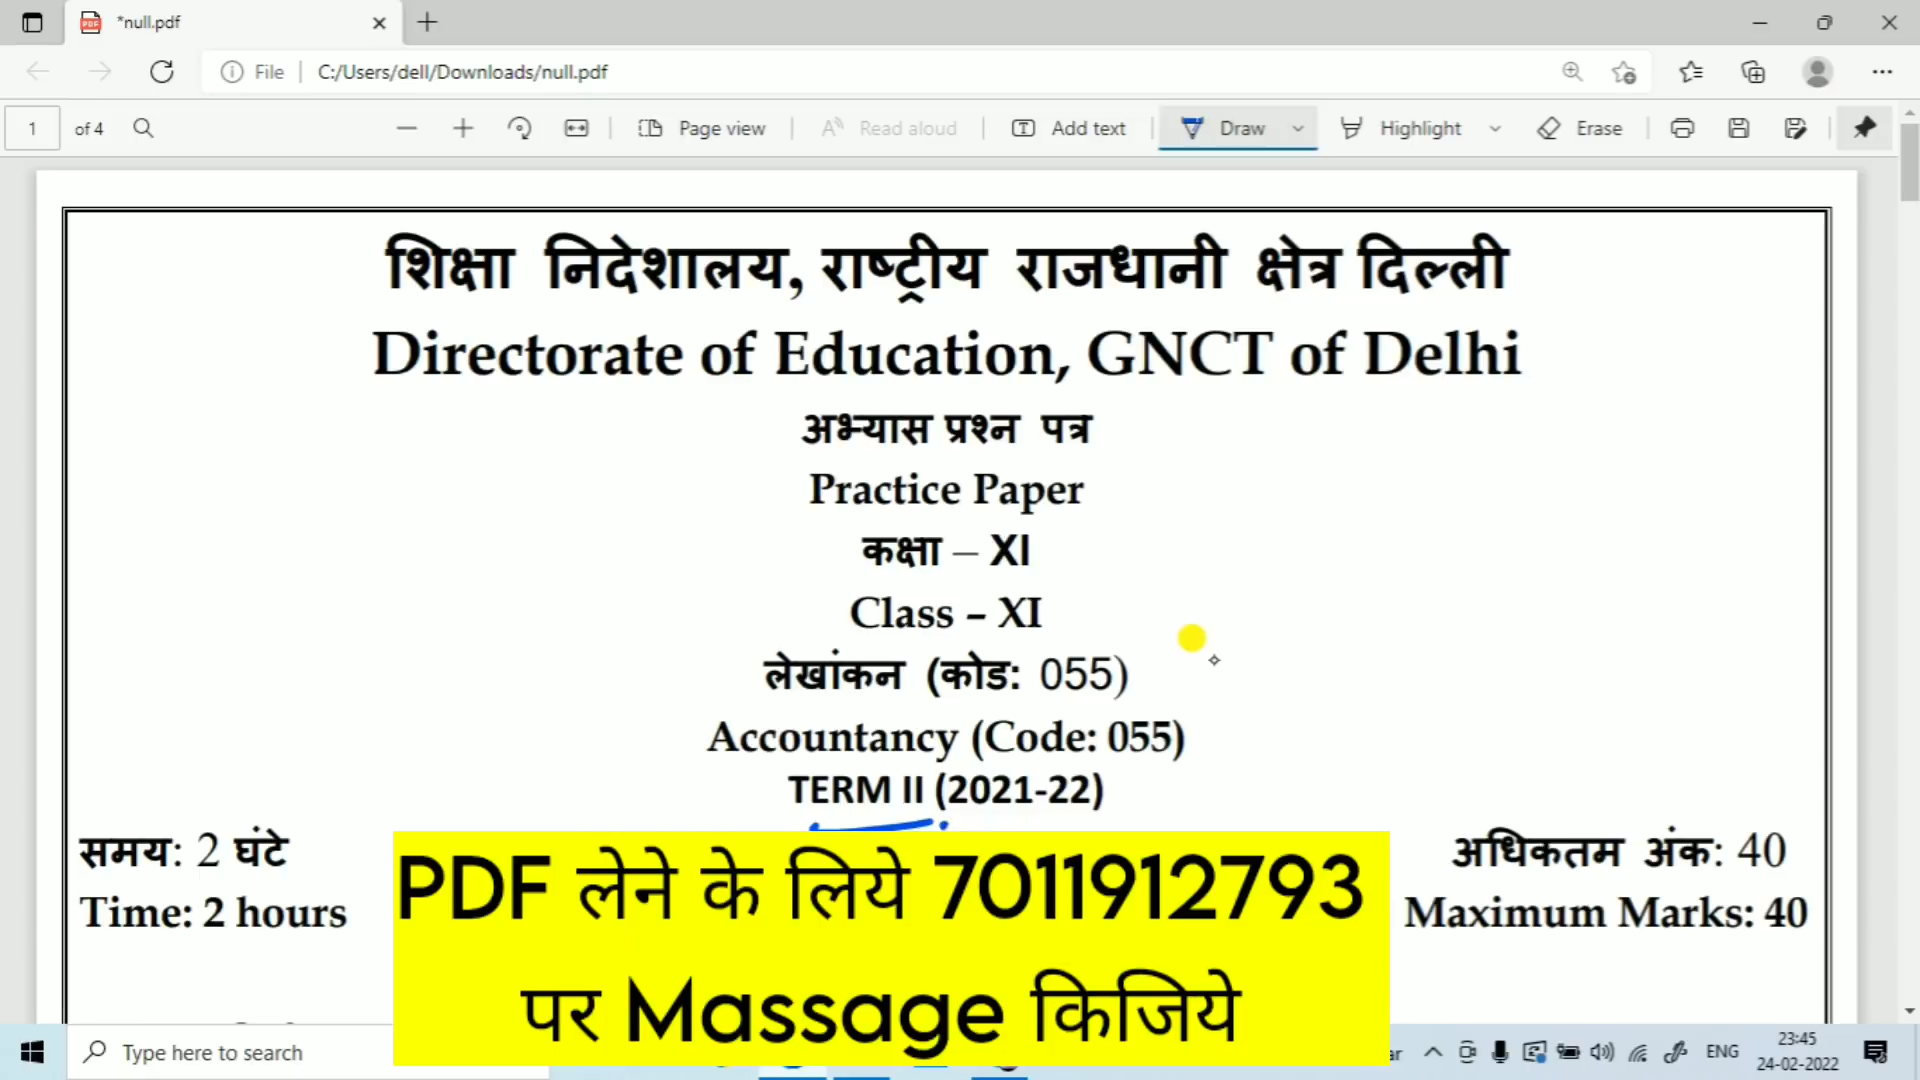 *null.pdf
File
C:/Users/dell/Downloads/null.pdf
1 of 4
Page view
Read aloud
Add text
Draw
Highlight
Erase
शिक्षा निदेशालय, राष्ट्रीय राजधानी क्षेत्र दिल्ली
Directorate of Education, GNCT of Delhi
अभ्यास प्रश्न पत्र
Practice Paper
कक्षा – XI
Class – XI
लेखांकन (कोड: 055)
Accountancy (Code: 055)
TERM II (2021-22)
समय: 2 घंटे
अधिकतम अंक: 40
Time: 2 hours
Maximum Marks: 40
PDF लेने के लिये 7011912793
पर Massage किजिये
Type here to search
ENG
23:45
24-02-2022